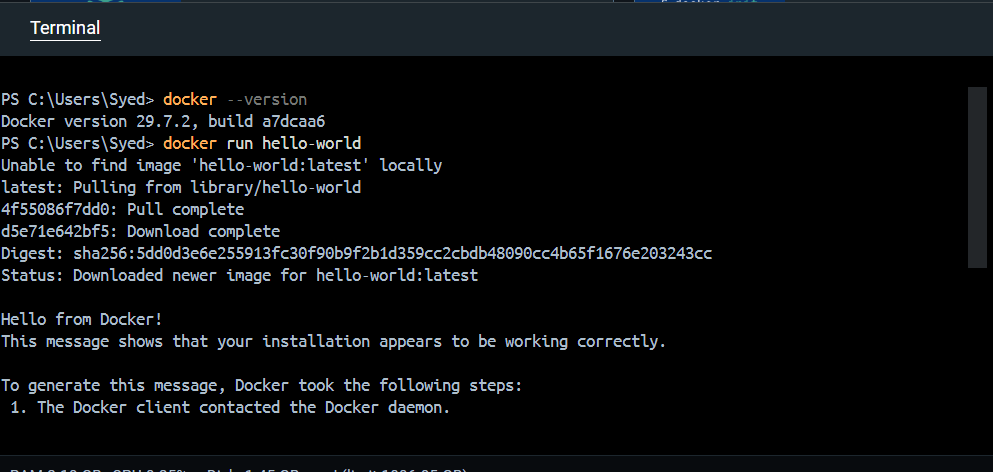 Terminal
PS C:\Users\Syed> docker --version
Docker version 29.7.2, build a7dcaa6
PS C:\Users\Syed> docker run hello-world
Unable to find image 'hello-world:latest' locally
latest: Pulling from library/hello-world
4f55086f7dd0: Pull complete
d5e71e642bf5: Download complete
Digest: sha256:5dd0d3e6e255913fc30f90b9f2b1d359cc2cbdb48090cc4b65f1676e203243cc
Status: Downloaded newer image for hello-world:latest
Hello from Docker!
This message shows that your installation appears to be working correctly.
To generate this message, Docker took the following steps:
1. The Docker client contacted the Docker daemon.